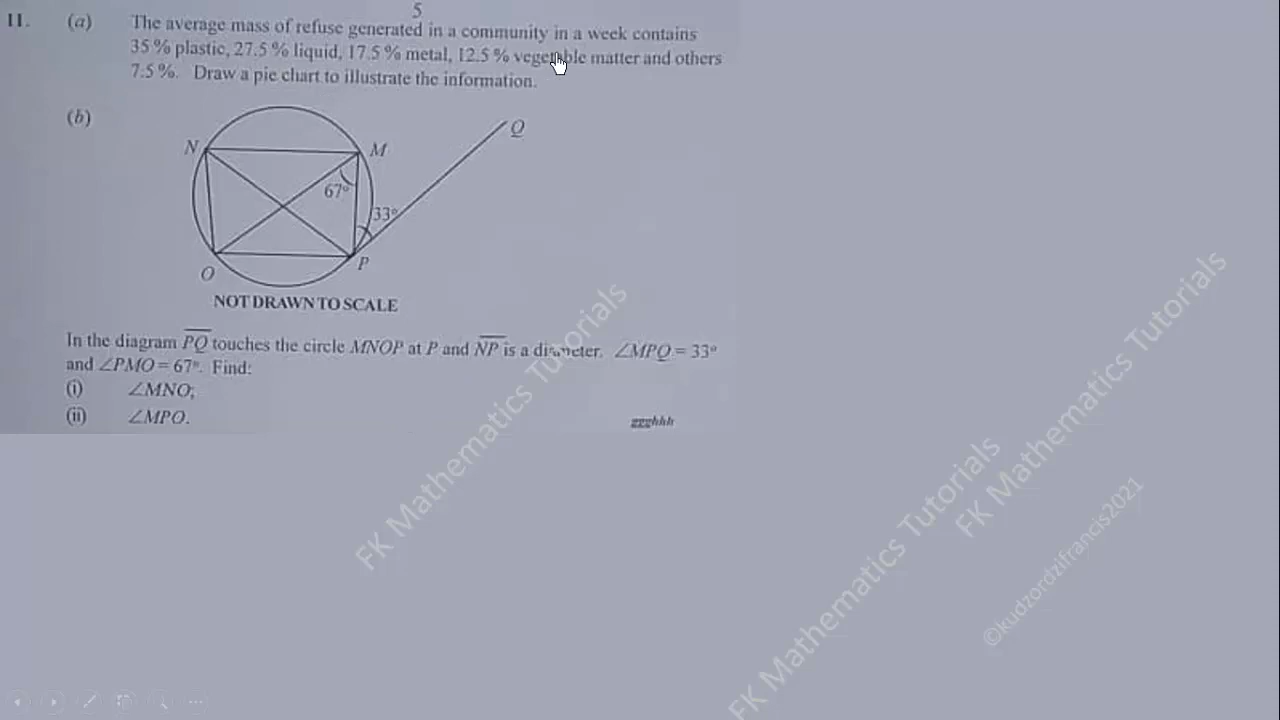 5
11. (a) The average mass of refuse generated in a community in a week contains
35 % plastic, 27.5 % liquid, 17.5 % metal, 12.5 % vegetable matter and others
7.5 %. Draw a pie chart to illustrate the information.
(b)
N M Q
67°
33°
O P
NOT DRAWN TO SCALE
In the diagram PQ touches the circle MNOP at P and NP is a diameter. ∠MPQ = 33°
and ∠PMO = 67°. Find:
(i) ∠MNO;
(ii) ∠MPO.
ggghhh
FK Mathematics Tutorials
FK Mathematics Tutorials
FK Mathematics Tutorials
©kudzordzifrancis2021